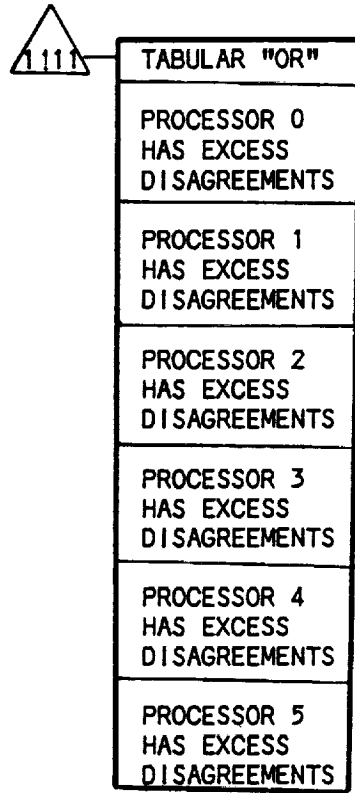 1111
TABULAR "OR"
PROCESSOR 0
HAS EXCESS
DISAGREEMENTS
PROCESSOR 1
HAS EXCESS
DISAGREEMENTS
PROCESSOR 2
HAS EXCESS
DISAGREEMENTS
PROCESSOR 3
HAS EXCESS
DISAGREEMENTS
PROCESSOR 4
HAS EXCESS
DISAGREEMENTS
PROCESSOR 5
HAS EXCESS
DISAGREEMENTS